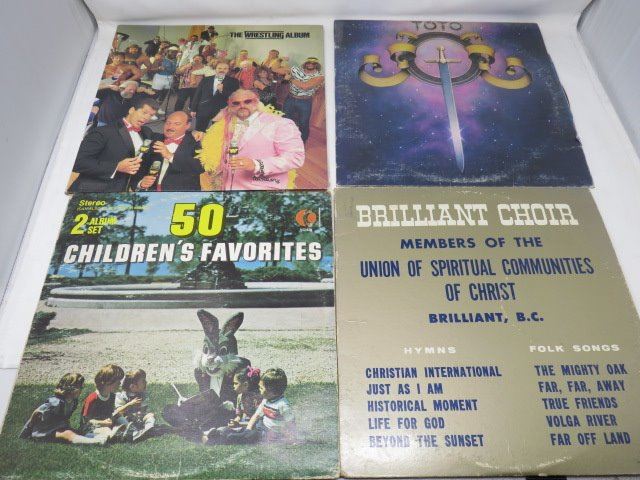 THE WRESTLING ALBUM
TOTO
Stereo
2-ALBUM
SET
50
K
CHILDREN'S FAVORITES
BRILLIANT CHOIR
MEMBERS OF THE
UNION OF SPIRITUAL COMMUNITIES
OF CHRIST
BRILLIANT, B.C.
HYMNS
CHRISTIAN INTERNATIONAL
JUST AS I AM
HISTORICAL MOMENT
LIFE FOR GOD
BEYOND THE SUNSET
FOLK SONGS
THE MIGHTY OAK
FAR, FAR, AWAY
TRUE FRIENDS
VOLGA RIVER
FAR OFF LAND